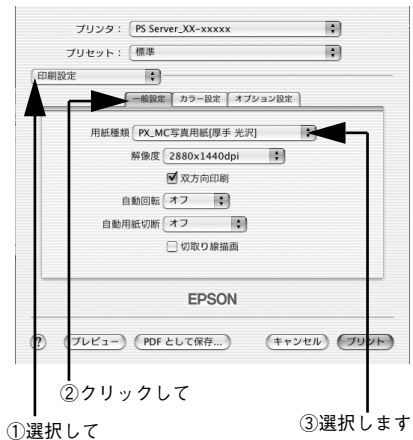 プリンタ： PS Server_XX-xxxxx
プリセット： 標準
印刷設定
一般設定 カラー設定 オプション設定
用紙種類 PX_MC写真用紙[厚手 光沢]
解像度 2880x1440dpi
双方向印刷
自動回転 オフ
自動用紙切断 オフ
切取り線描画
EPSON
? プレビュー PDF として保存... キャンセル プリント
②クリックして
①選択して
③選択します